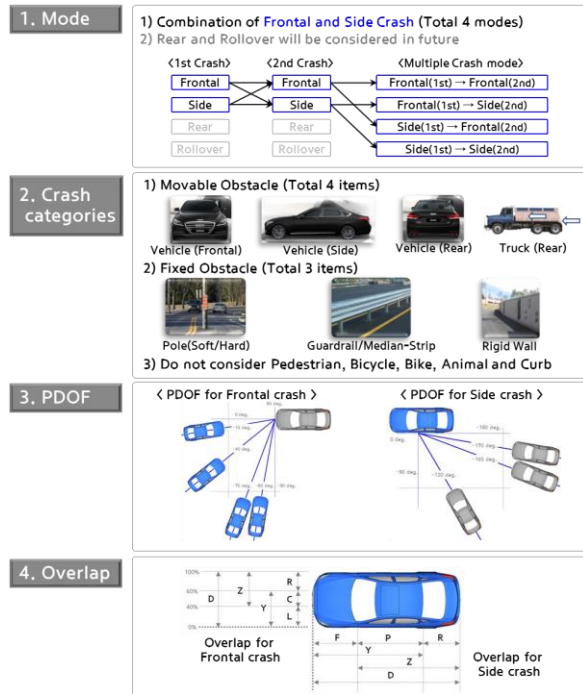 1. Mode
1) Combination of Frontal and Side Crash (Total 4 modes)
2) Rear and Rollover will be considered in future
<1st Crash> <2nd Crash> <Multiple Crash mode>
Frontal Frontal Frontal(1st) → Frontal(2nd)
Side Side Frontal(1st) → Side(2nd)
Rear Rear Side(1st) → Frontal(2nd)
Rollover Rollover Side(1st) → Side(2nd)
2. Crash
categories
1) Movable Obstacle (Total 4 items)
Vehicle (Frontal) Vehicle (Side) Vehicle (Rear) Truck (Rear)
2) Fixed Obstacle (Total 3 items)
Pole(Soft/Hard) Guardrail/Median-Strip Rigid Wall
3) Do not consider Pedestrian, Bicycle, Bike, Animal and Curb
3. PDOF
< PDOF for Frontal crash > < PDOF for Side crash >
0 deg.
0 deg.
-180 deg.
-90 deg.
-120 deg.
4. Overlap
100%
60%
40%
0%
D Z Y R C L
Overlap for
Frontal crash
F P R
Y
Z
D
Overlap for
Side crash